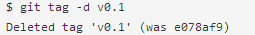 $ git tag -d v0.1
Deleted tag 'v0.1' (was e078af9)